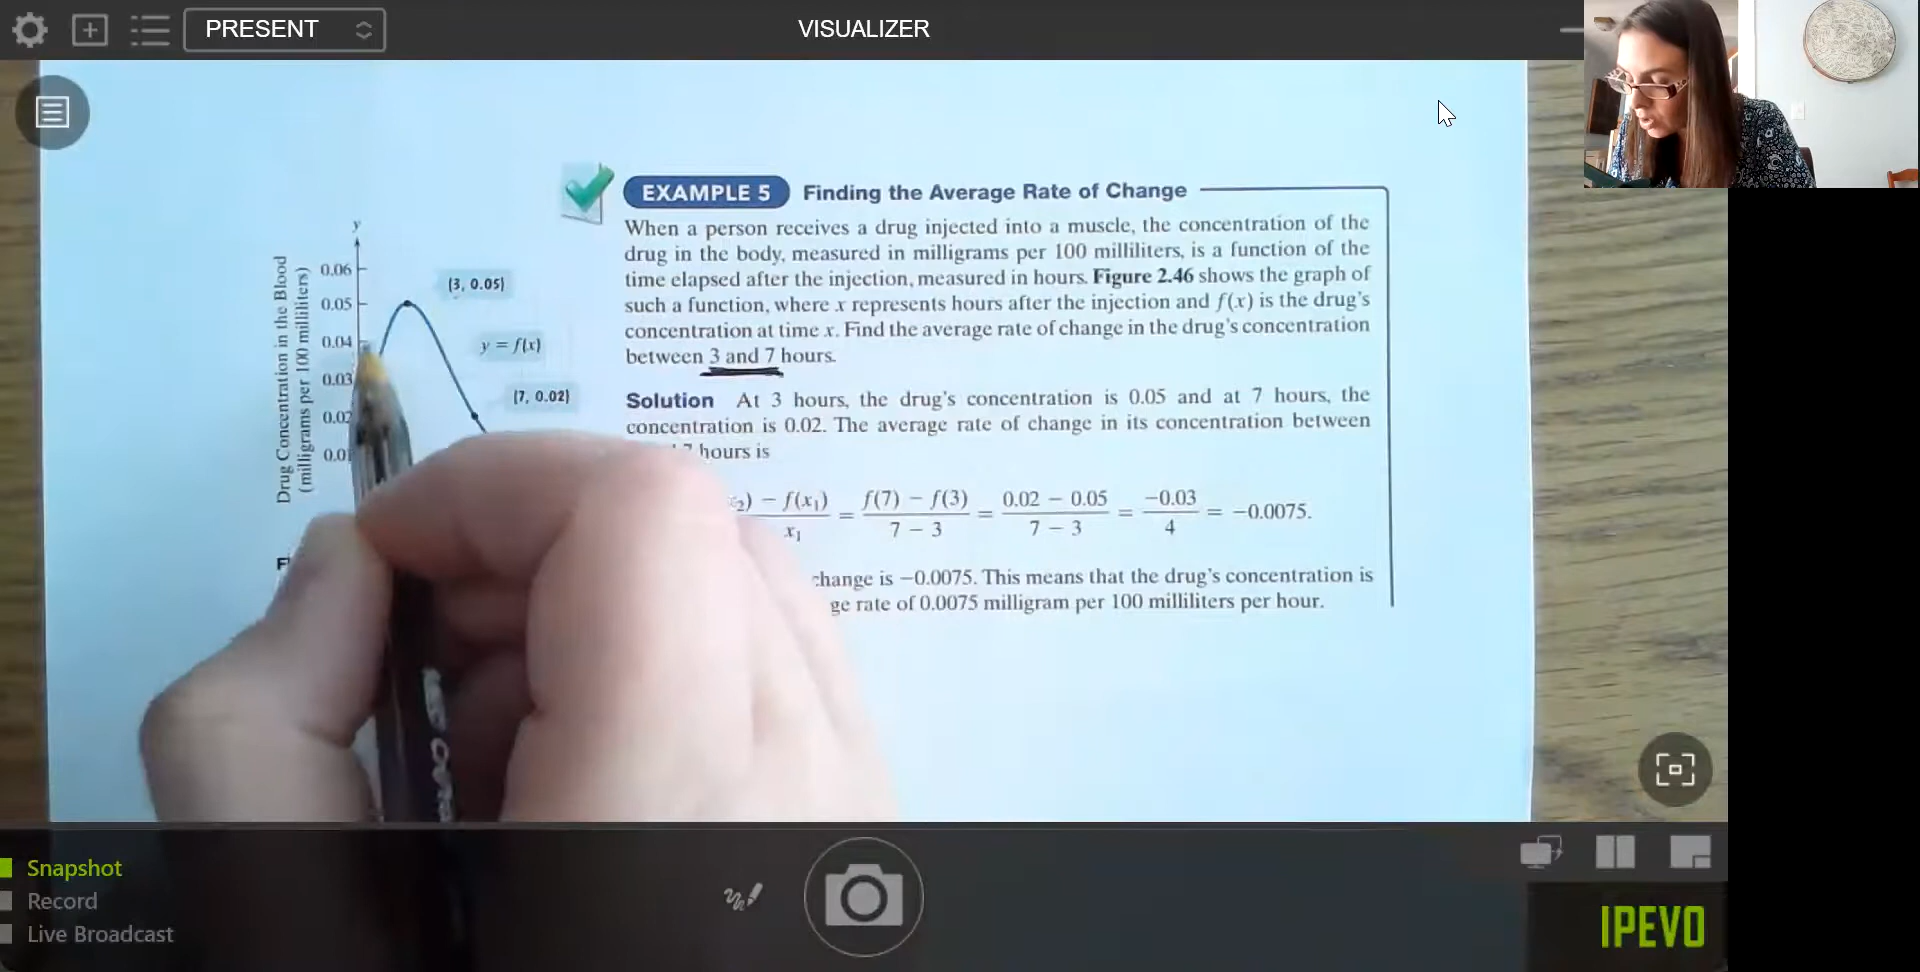 PRESENT
VISUALIZER
EXAMPLE 5 Finding the Average Rate of Change
When a person receives a drug injected into a muscle, the concentration of the
drug in the body, measured in milligrams per 100 milliliters, is a function of the
time elapsed after the injection, measured in hours. Figure 2.46 shows the graph of
such a function, where x represents hours after the injection and f(x) is the drug's
concentration at time x. Find the average rate of change in the drug's concentration
between 3 and 7 hours.
Solution At 3 hours, the drug's concentration is 0.05 and at 7 hours, the
concentration is 0.02. The average rate of change in its concentration between
hours is
₂) − f(x₁) / x₁ = f(7) − f(3) / 7 − 3 = 0.02 − 0.05 / 7 − 3 = −0.03 / 4 = −0.0075.
change is −0.0075. This means that the drug's concentration is
rate of 0.0075 milligram per 100 milliliters per hour.
y
Drug Concentration in the Blood
(milligrams per 100 milliliters)
0.06
0.05
0.04
0.03
0.02
0.01
(3, 0.05)
y = f(x)
(7, 0.02)
Snapshot
Record
Live Broadcast
IPEVO